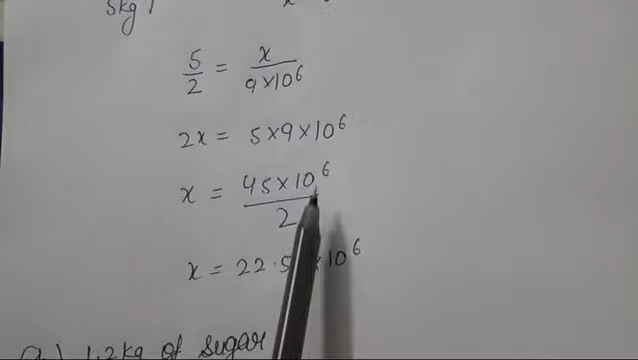 5kg
x
5/2 = x/9×10⁶
2x = 5×9×10⁶
x = 45×10⁶/2
x = 22.5×10⁶
a) 1.2kg of sugar